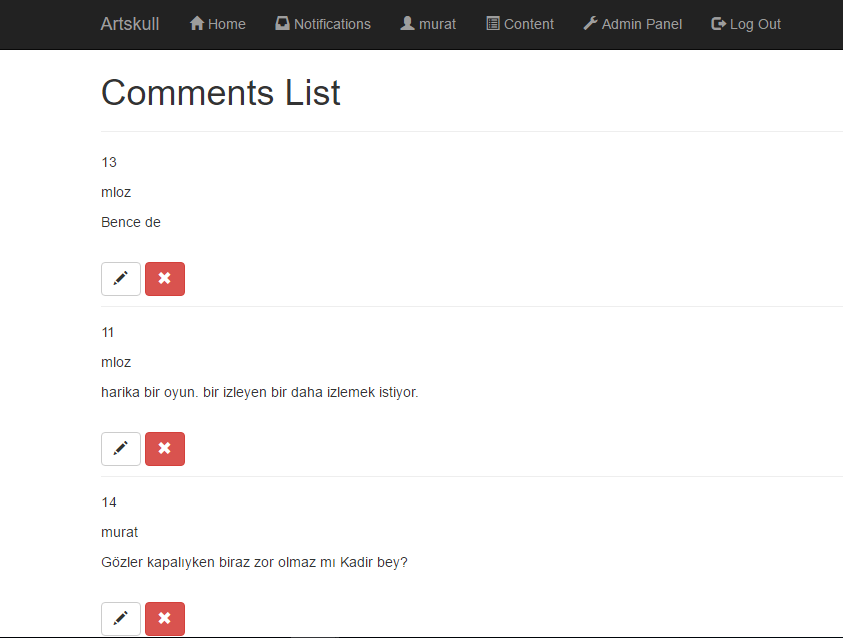 Artskull Home Notifications murat Content Admin Panel Log Out
Comments List
13
mloz
Bence de
11
mloz
harika bir oyun. bir izleyen bir daha izlemek istiyor.
14
murat
Gözler kapalıyken biraz zor olmaz mı Kadir bey?